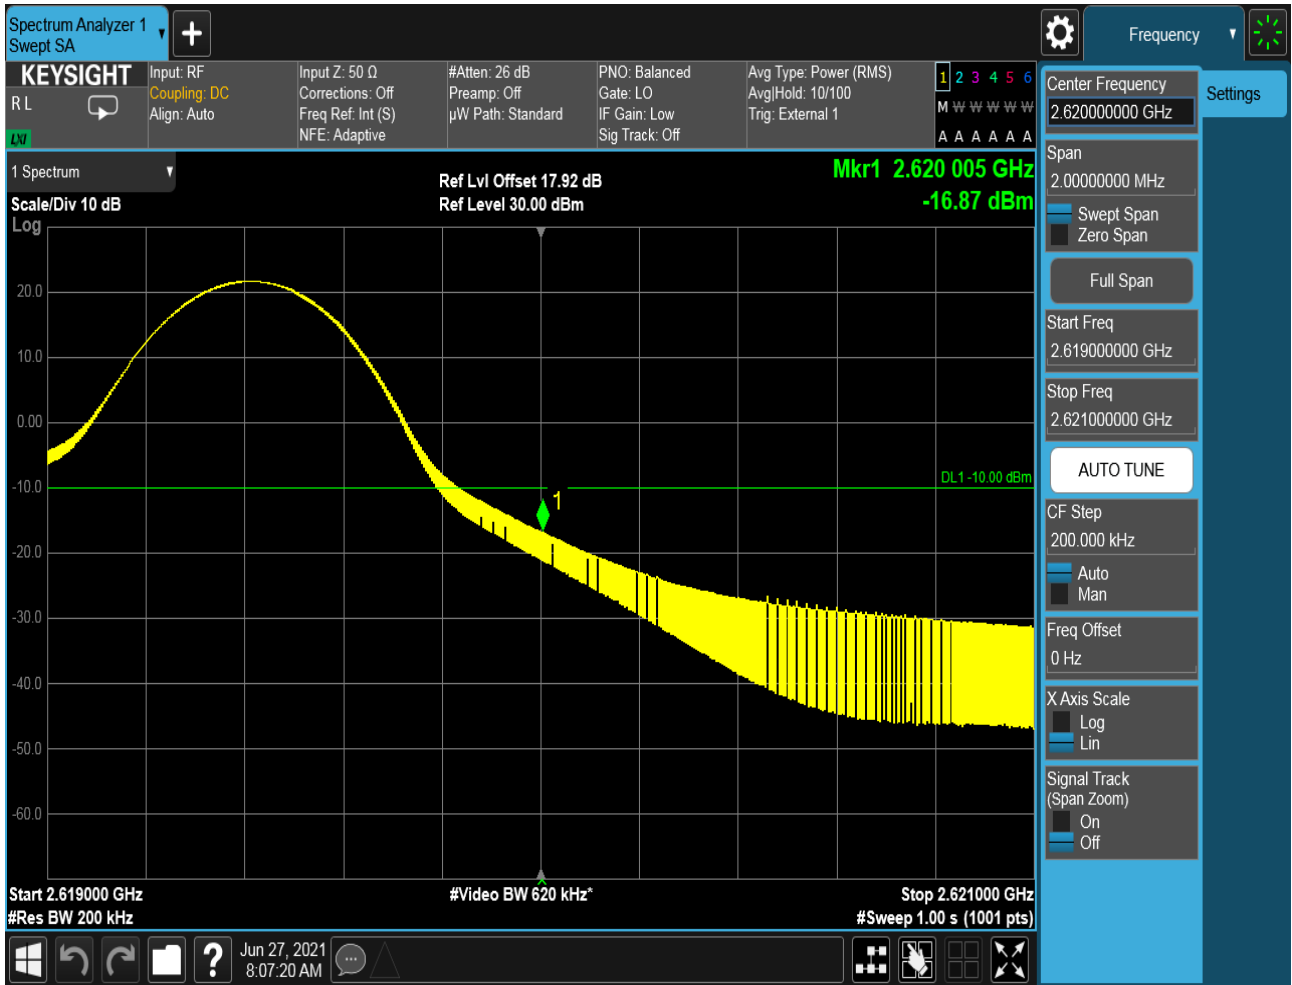 Spectrum Analyzer 1
Swept SA
Frequency
KEYSIGHT
R L
LXI
Input: RF
Coupling: DC
Align: Auto
Input Z: 50 Ω
Corrections: Off
Freq Ref: Int (S)
NFE: Adaptive
#Atten: 26 dB
Preamp: Off
µW Path: Standard
PNO: Balanced
Gate: LO
IF Gain: Low
Sig Track: Off
Avg Type: Power (RMS)
Avg|Hold: 10/100
Trig: External 1
1 2 3 4 5 6
M W W W W W
A A A A A A
1 Spectrum
Scale/Div 10 dB
Log
Ref Lvl Offset 17.92 dB
Ref Level 30.00 dBm
Mkr1 2.620 005 GHz
-16.87 dBm
20.0
10.0
0.00
-10.0
-20.0
-30.0
-40.0
-50.0
-60.0
DL1 -10.00 dBm
1
Start 2.619000 GHz
#Res BW 200 kHz
#Video BW 620 kHz*
Stop 2.621000 GHz
#Sweep 1.00 s (1001 pts)
Center Frequency
2.620000000 GHz
Settings
Span
2.00000000 MHz
Swept Span
Zero Span
Full Span
Start Freq
2.619000000 GHz
Stop Freq
2.621000000 GHz
AUTO TUNE
CF Step
200.000 kHz
Auto
Man
Freq Offset
0 Hz
X Axis Scale
Log
Lin
Signal Track
(Span Zoom)
On
Off
?
Jun 27, 2021
8:07:20 AM